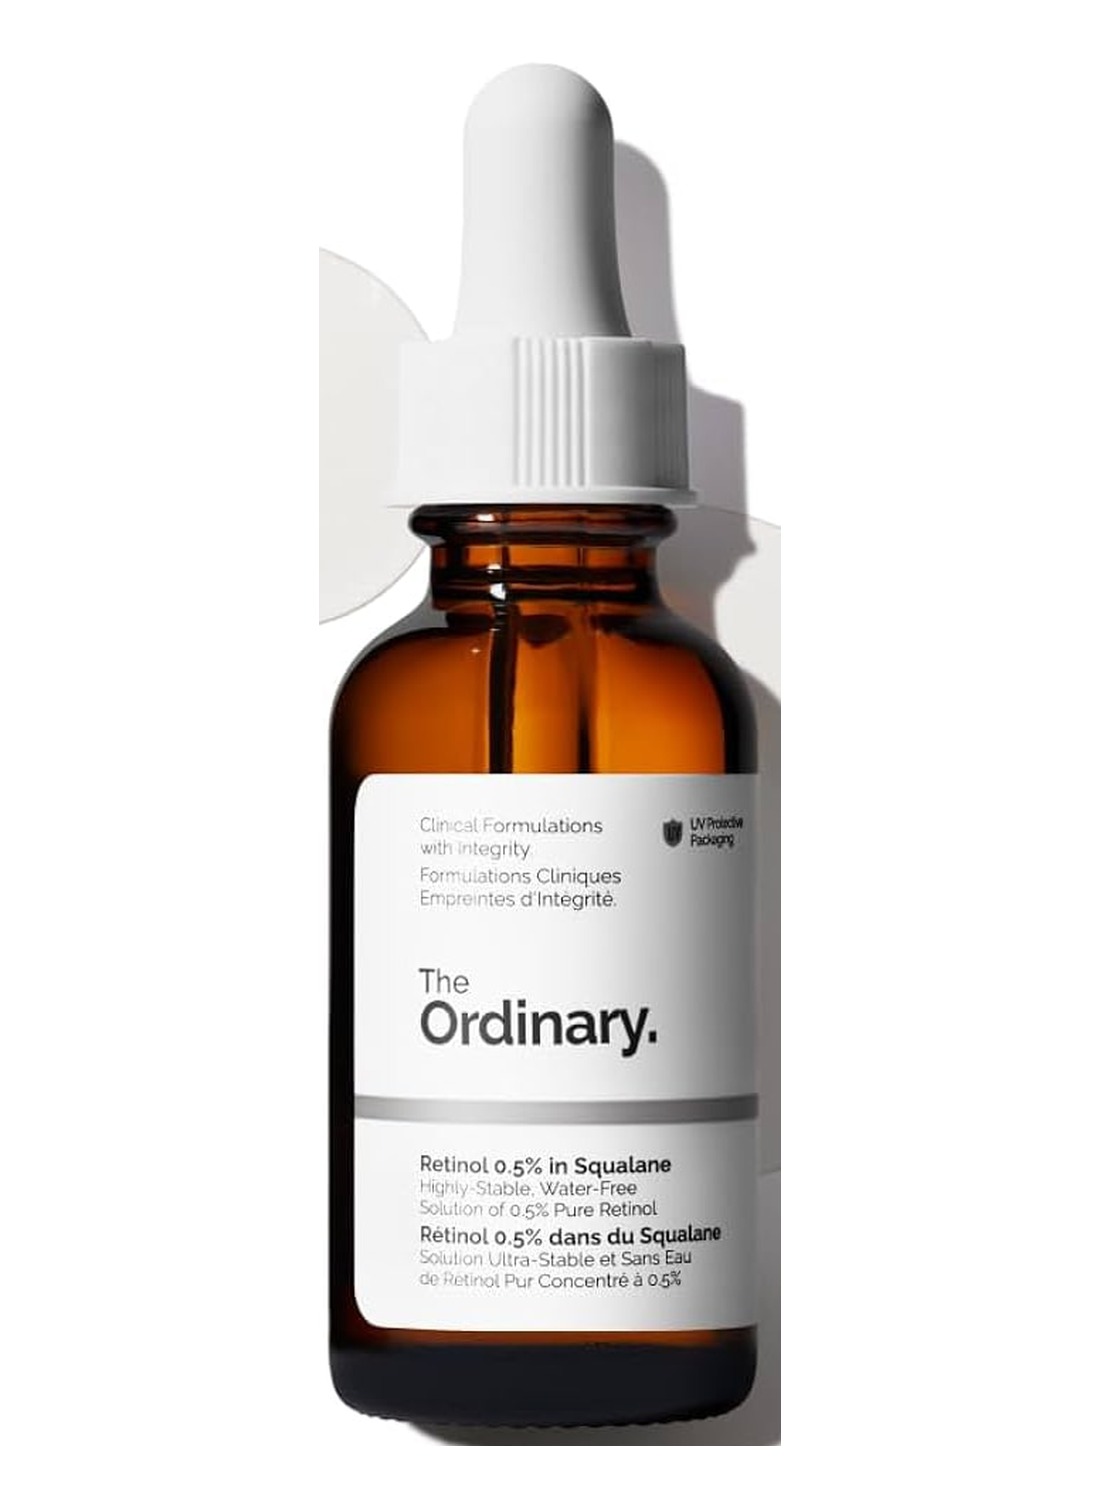 Clinical Formulations
with Integrity.
Formulations Cliniques
Empreintes d'Intégrité.
UV
UV Protective
Packaging
The
Ordinary.
Retinol 0.5% in Squalane
Highly-Stable, Water-Free
Solution of 0.5% Pure Retinol
Rétinol 0.5% dans du Squalane
Solution Ultra-Stable et Sans Eau
de Rétinol Pur Concentré à 0.5%